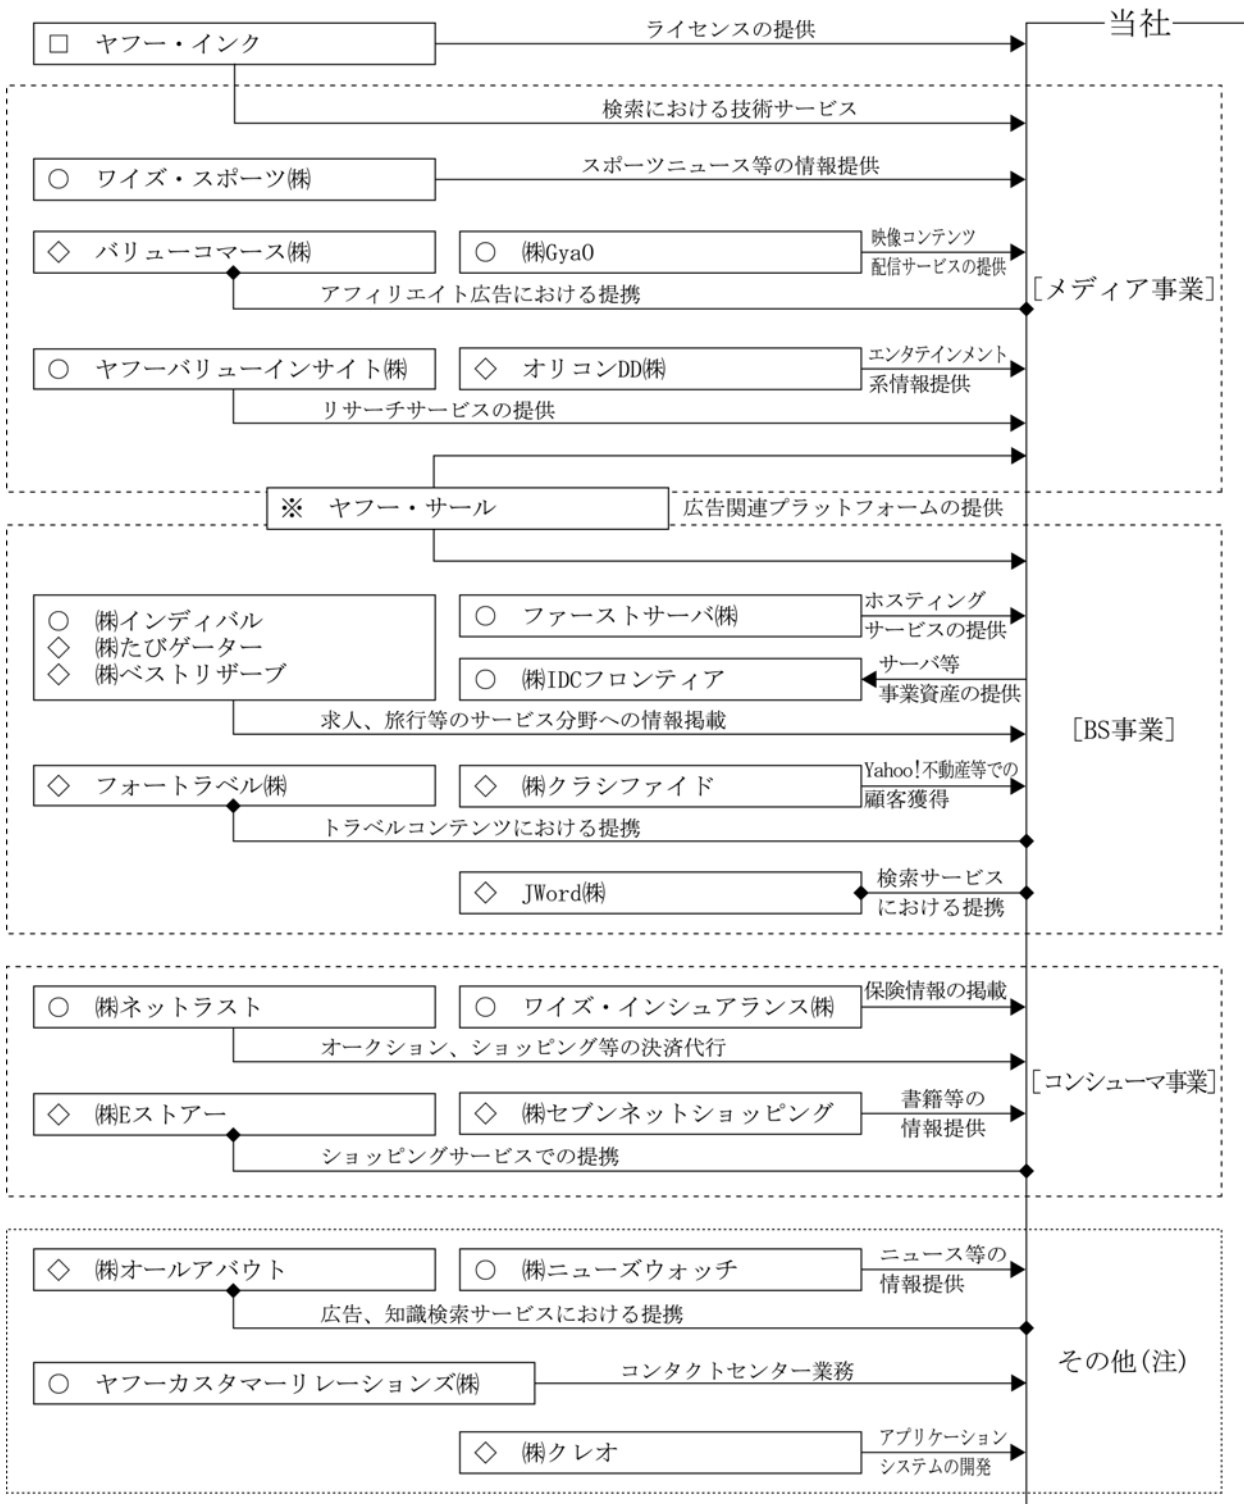 当社
□ ヤフー・インク
ライセンスの提供
検索における技術サービス
○ ワイズ・スポーツ㈱
スポーツニュース等の情報提供
◇ バリューコマース㈱
○ ㈱GyaO
映像コンテンツ
配信サービスの提供
アフィリエイト広告における提携
[メディア事業]
○ ヤフーバリューインサイト㈱
◇ オリコンDD㈱
エンタテインメント
系情報提供
リサーチサービスの提供
※ ヤフー・サール
広告関連プラットフォームの提供
○ ㈱インディバル
◇ ㈱たびゲーター
◇ ㈱ベストリザーブ
○ ファーストサーバ㈱
ホスティング
サービスの提供
○ ㈱IDCフロンティア
サーバ等
事業資産の提供
求人、旅行等のサービス分野への情報掲載
[BS事業]
◇ フォートラベル㈱
◇ ㈱クラシファイド
Yahoo!不動産等での
顧客獲得
トラベルコンテンツにおける提携
◇ JWord㈱
検索サービス
における提携
○ ㈱ネットラスト
○ ワイズ・インシュアランス㈱
保険情報の掲載
オークション、ショッピング等の決済代行
[コンシューマ事業]
◇ ㈱Eストアー
◇ ㈱セブンネットショッピング
書籍等の
情報提供
ショッピングサービスでの提携
◇ ㈱オールアバウト
○ ㈱ニューズウォッチ
ニュース等の
情報提供
広告、知識検索サービスにおける提携
その他(注)
○ ヤフーカスタマーリレーションズ㈱
コンタクトセンター業務
◇ ㈱クレオ
アプリケーション
システムの開発